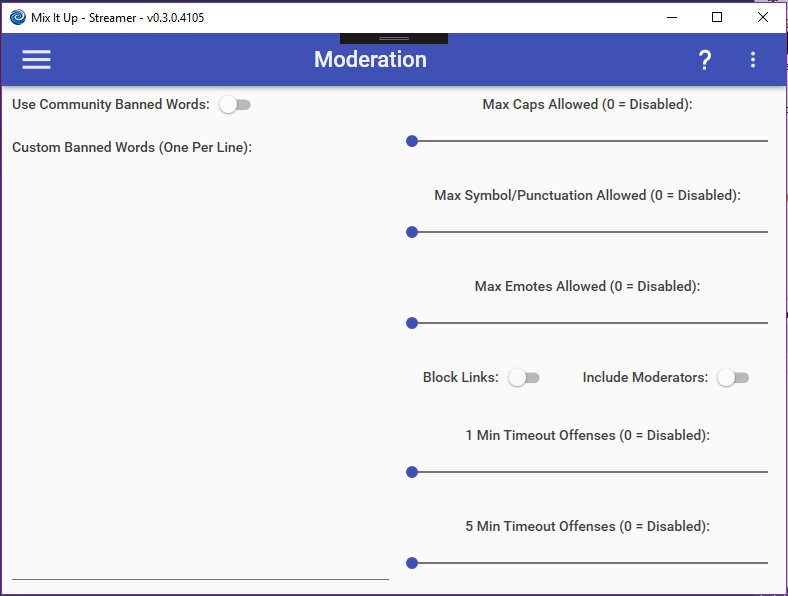 Mix It Up - Streamer - v0.3.0.4105
Moderation
?
Use Community Banned Words:
Custom Banned Words (One Per Line):
Max Caps Allowed (0 = Disabled):
Max Symbol/Punctuation Allowed (0 = Disabled):
Max Emotes Allowed (0 = Disabled):
Block Links:
Include Moderators:
1 Min Timeout Offenses (0 = Disabled):
5 Min Timeout Offenses (0 = Disabled):